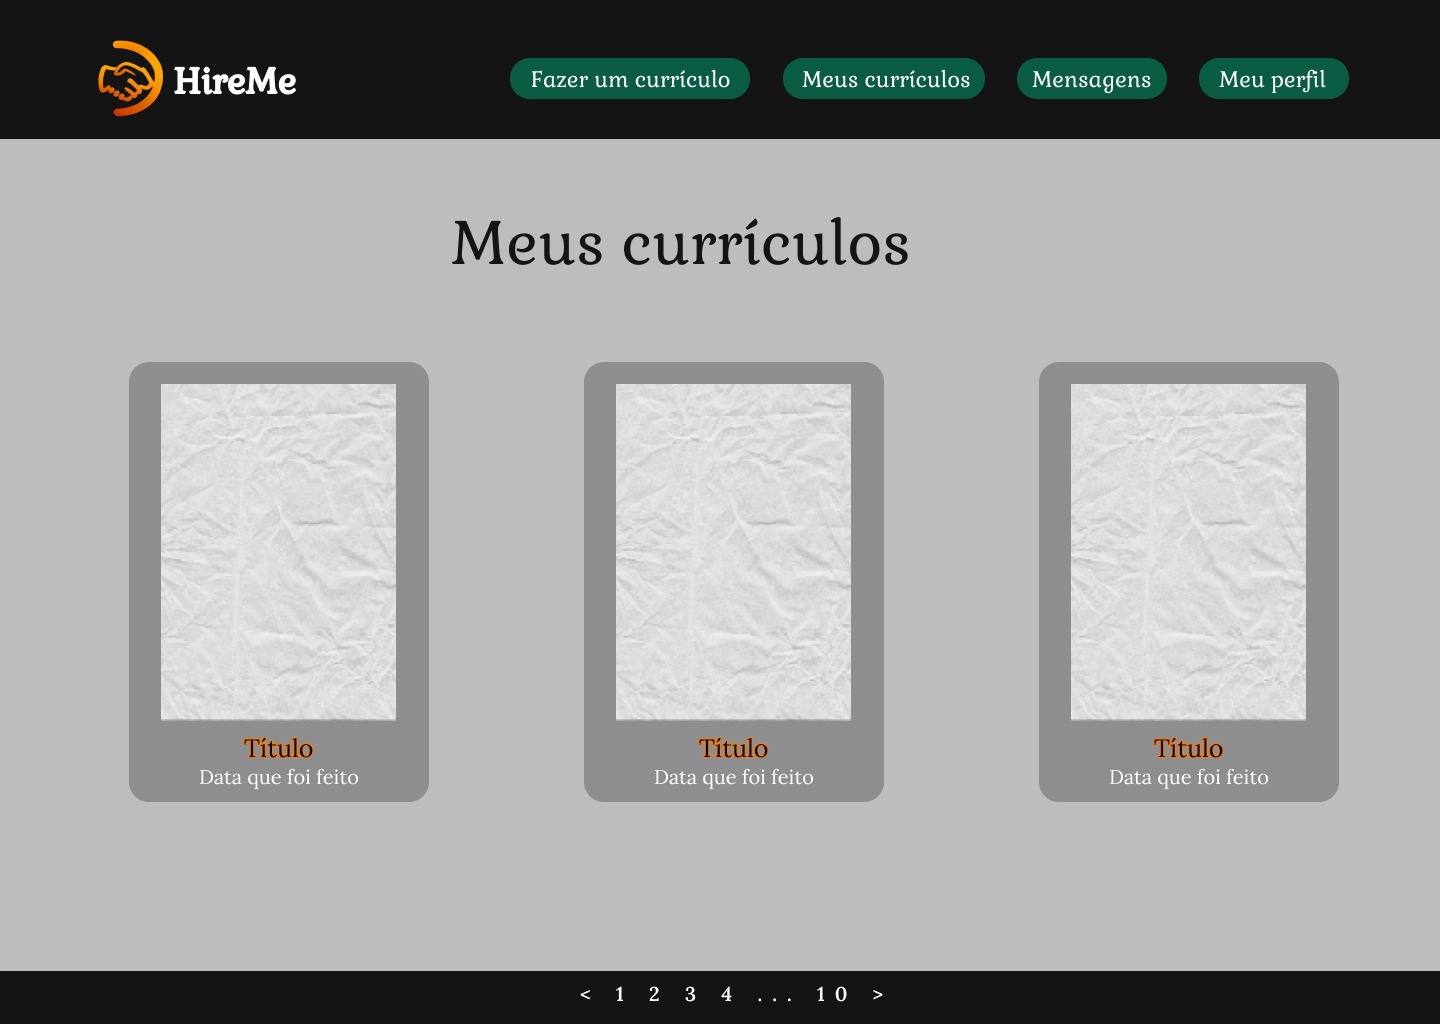 HireMe
Fazer um currículo
Meus currículos
Mensagens
Meu perfil
Meus currículos
Título
Data que foi feito
Título
Data que foi feito
Título
Data que foi feito
< 1 2 3 4 ... 10 >